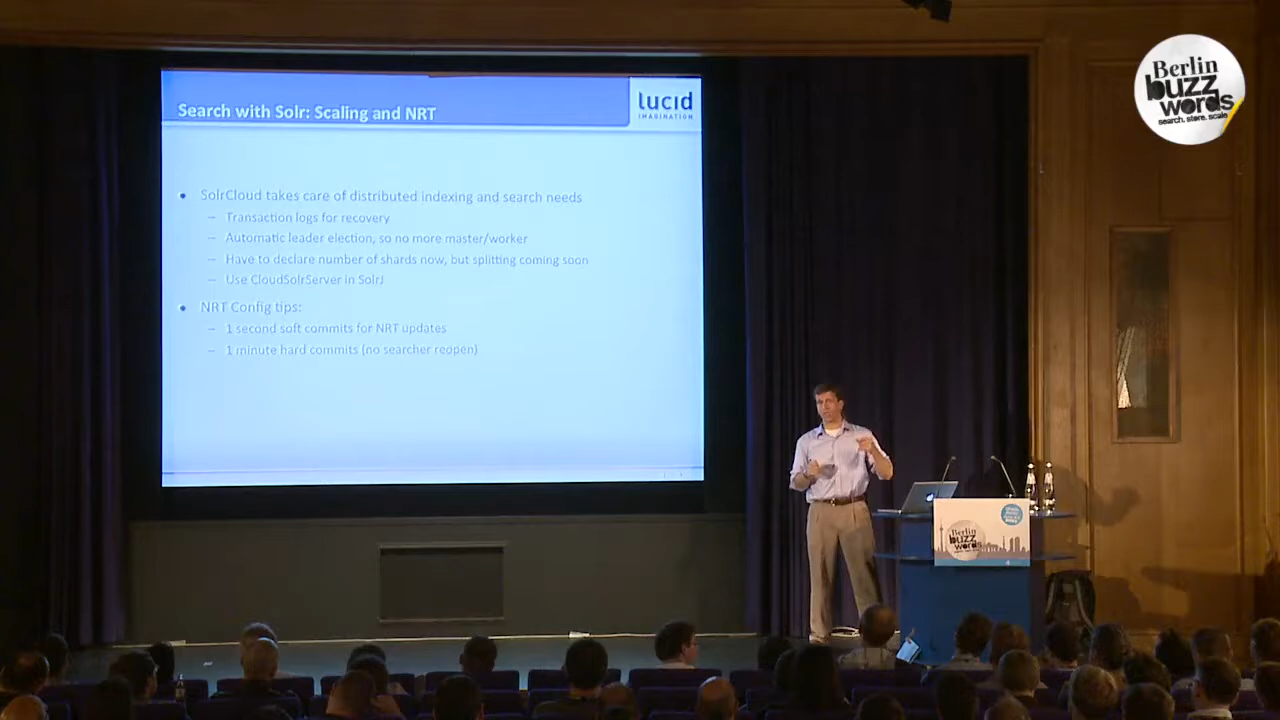 Search with Solr: Scaling and NRT
lucid
IMAGINATION
• SolrCloud takes care of distributed indexing and search needs
– Transaction logs for recovery
– Automatic leader election, so no more master/worker
– Have to declare number of shards now, but splitting coming soon
– Use CloudSolrServer in SolrJ
• NRT Config tips:
– 1 second soft commits for NRT updates
– 1 minute hard commits (no searcher reopen)
Berlin
buzz
words
search. store. scale
Berlin
buzz
words